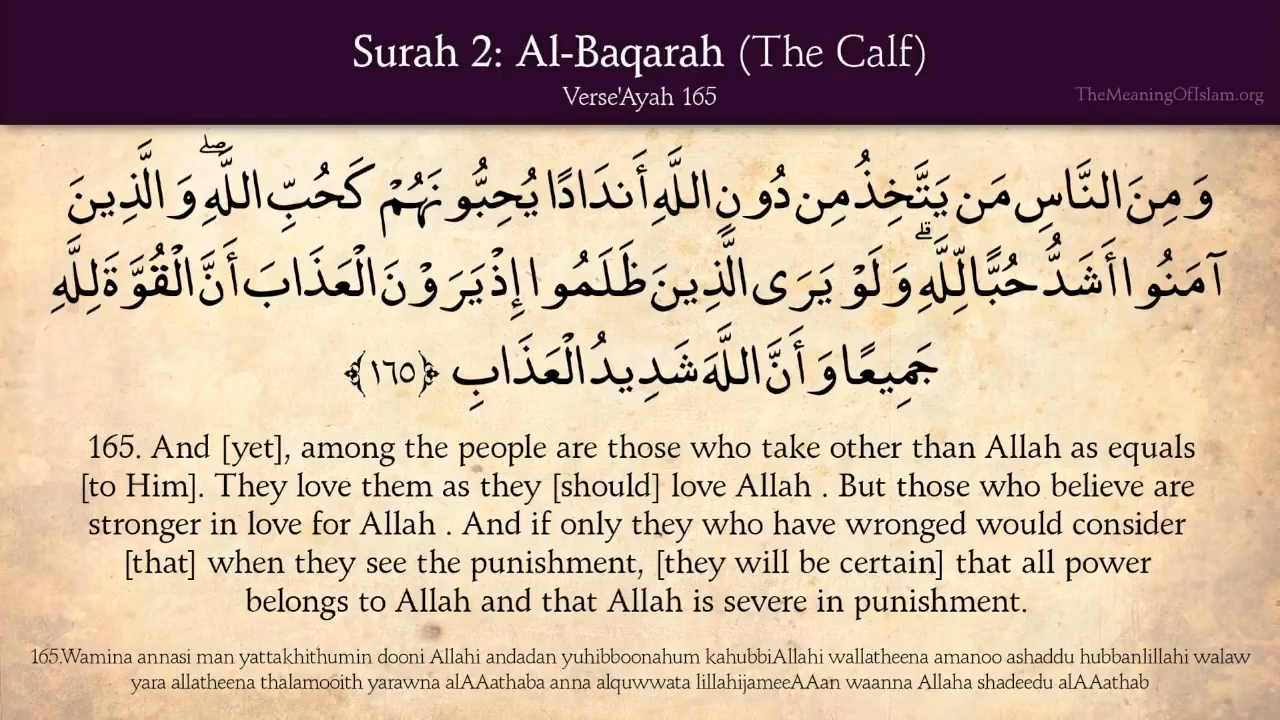 Surah 2: Al-Baqarah (The Calf)
Verse'Ayah 165
TheMeaningOfIslam.org
وَمِنَ النَّاسِ مَن يَتَّخِذُ مِن دُونِ اللَّهِ أَندَادًا يُحِبُّونَهُمْ كَحُبِّ اللَّهِ ۖ وَالَّذِينَ
آمَنُوا أَشَدُّ حُبًّا لِّلَّهِ ۗ وَلَوْ يَرَى الَّذِينَ ظَلَمُوا إِذْ يَرَوْنَ الْعَذَابَ أَنَّ الْقُوَّةَ لِلَّهِ
جَمِيعًا وَأَنَّ اللَّهَ شَدِيدُ الْعَذَابِ ﴿١٦٥﴾
165. And [yet], among the people are those who take other than Allah as equals
[to Him]. They love them as they [should] love Allah . But those who believe are
stronger in love for Allah . And if only they who have wronged would consider
[that] when they see the punishment, [they will be certain] that all power
belongs to Allah and that Allah is severe in punishment.
165.Wamina annasi man yattakhithumin dooni Allahi andadan yuhibboonahum kahubbiAllahi wallatheena amanoo ashaddu hubbanlillahi walaw
yara allatheena thalamooith yarawna alAAathaba anna alquwwata lillahijameeAAan waanna Allaha shadeedu alAAathab